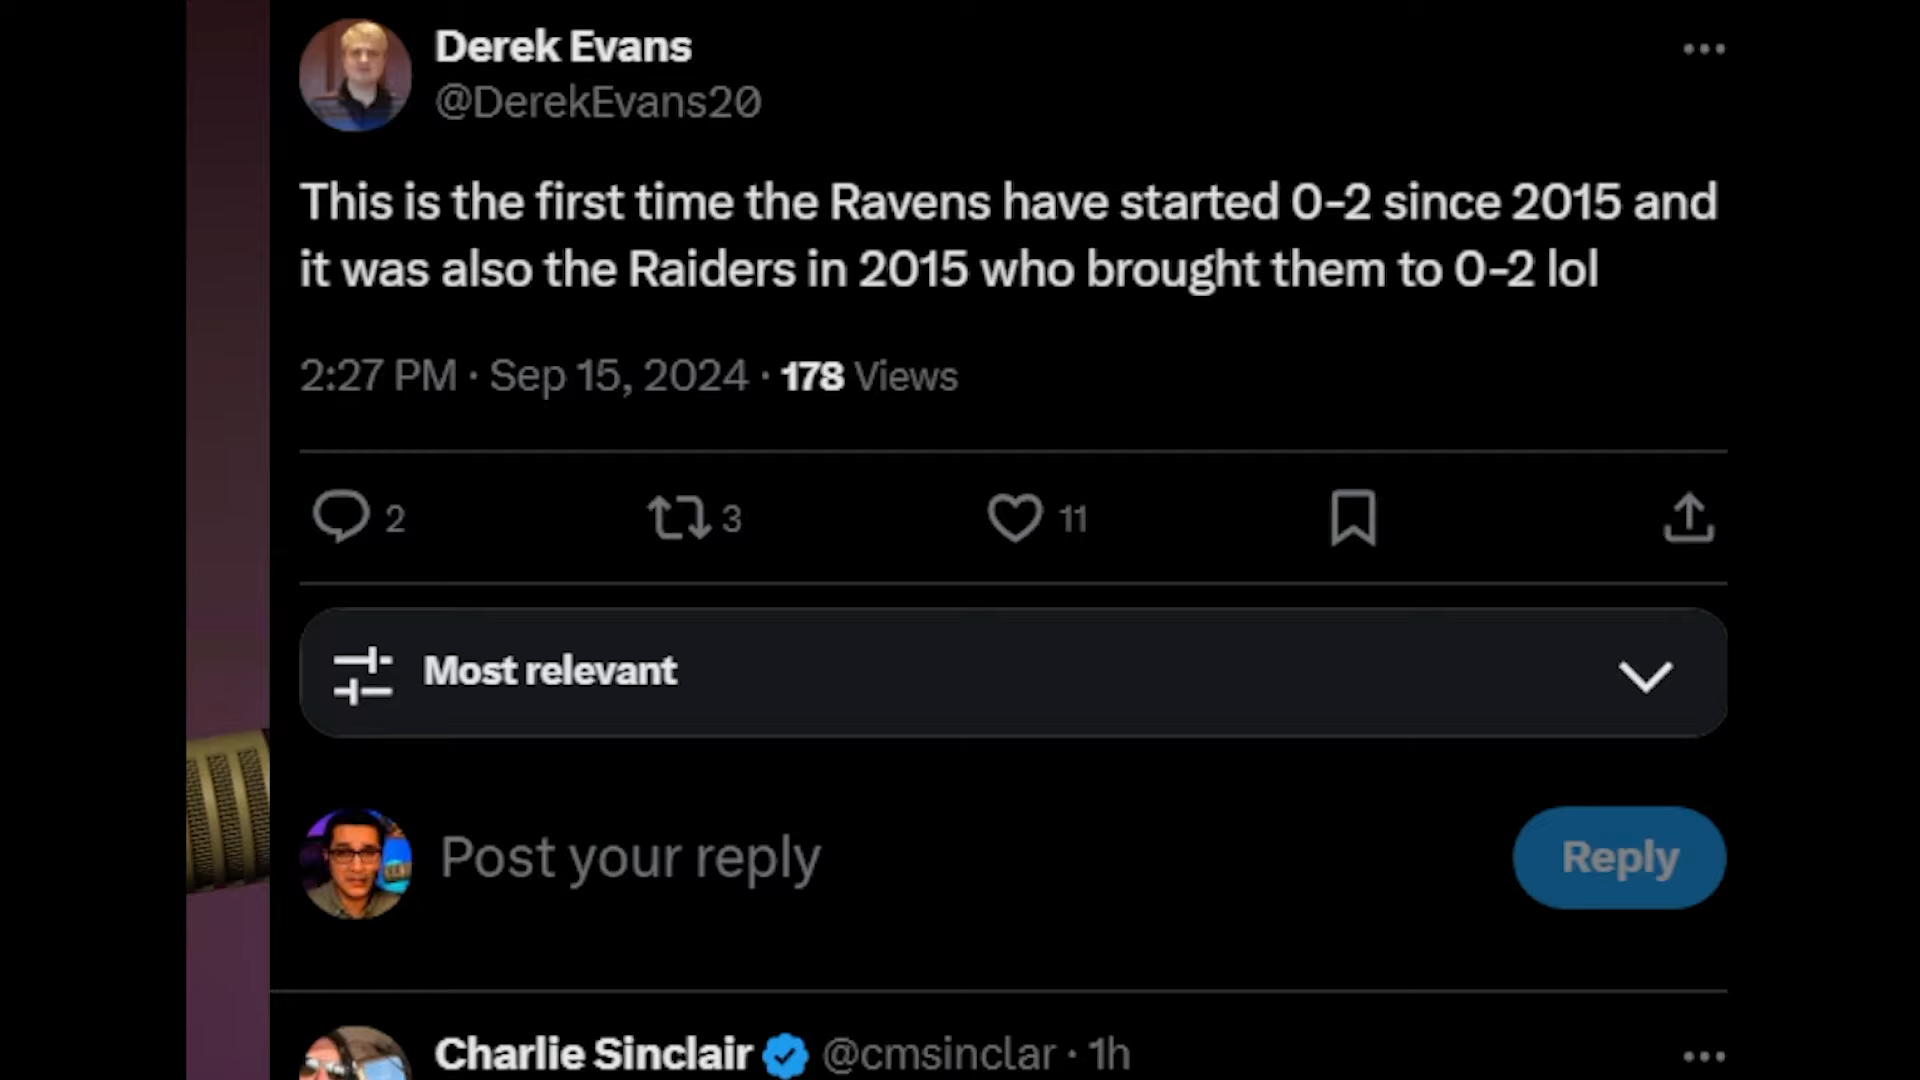 Derek Evans
@DerekEvans20
This is the first time the Ravens have started 0-2 since 2015 and
it was also the Raiders in 2015 who brought them to 0-2 lol
2:27 PM · Sep 15, 2024 · 178 Views
2 3 11
Most relevant
Post your reply
Reply
Charlie Sinclair @cmsinclar · 1h